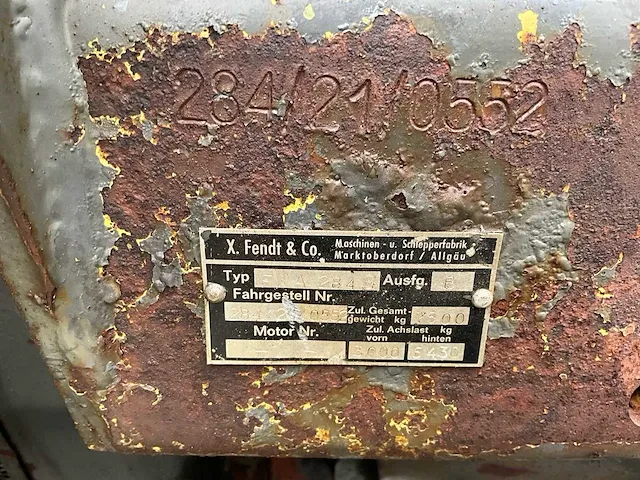 284/21/0552
X. Fendt & Co. Maschinen - u. Schlepperfabrik
Marktoberdorf / Allgäu
Typ Ausfg.
Fahrgestell Nr.
Zul. Gesamt-
gewicht kg
Motor Nr. Zul. Achslast kg
vorn hinten